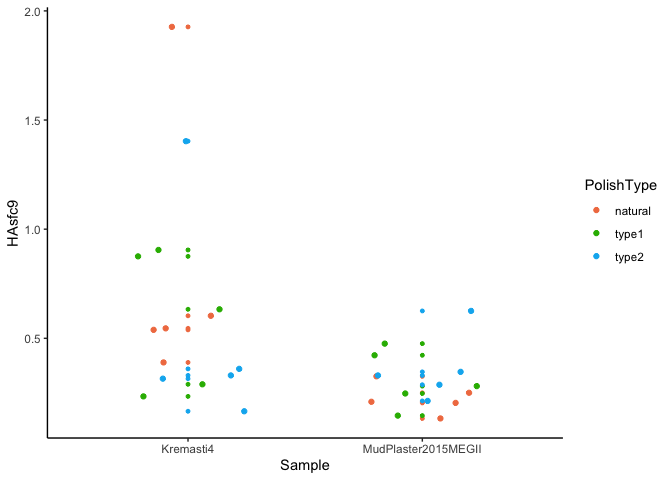 2.0
1.5
1.0
0.5
HAsfc9
Kremasti4
MudPlaster2015MEGII
Sample
PolishType
natural
type1
type2